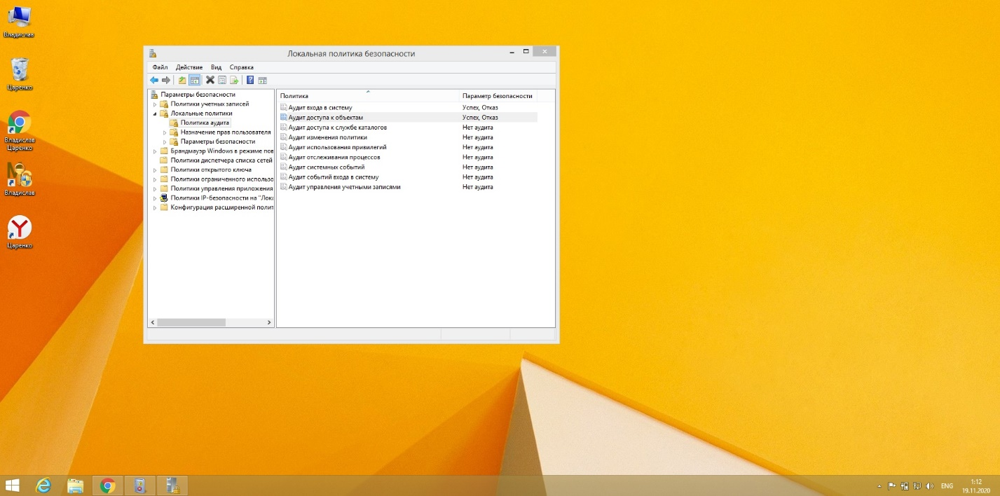 Владислав
Царенко
Владислав
Царенко
Владислав
Царенко
Локальная политика безопасности
Файл Действие Вид Справка
Параметры безопасности
Политики учетных записей
Локальные политики
Политика аудита
Назначение прав пользователя
Параметры безопасности
Брандмауэр Windows в режиме пов
Политики диспетчера списка сетей
Политики открытого ключа
Политики ограниченного использо
Политики управления приложения
Политики IP-безопасности на "Лока
Конфигурация расширенной полит
Политика Параметр безопасности
Аудит входа в систему Успех, Отказ
Аудит доступа к объектам Успех, Отказ
Аудит доступа к службе каталогов Нет аудита
Аудит изменения политики Нет аудита
Аудит использования привилегий Нет аудита
Аудит отслеживания процессов Нет аудита
Аудит системных событий Нет аудита
Аудит событий входа в систему Нет аудита
Аудит управления учетными записями Нет аудита
ENG
1:12
19.11.2020